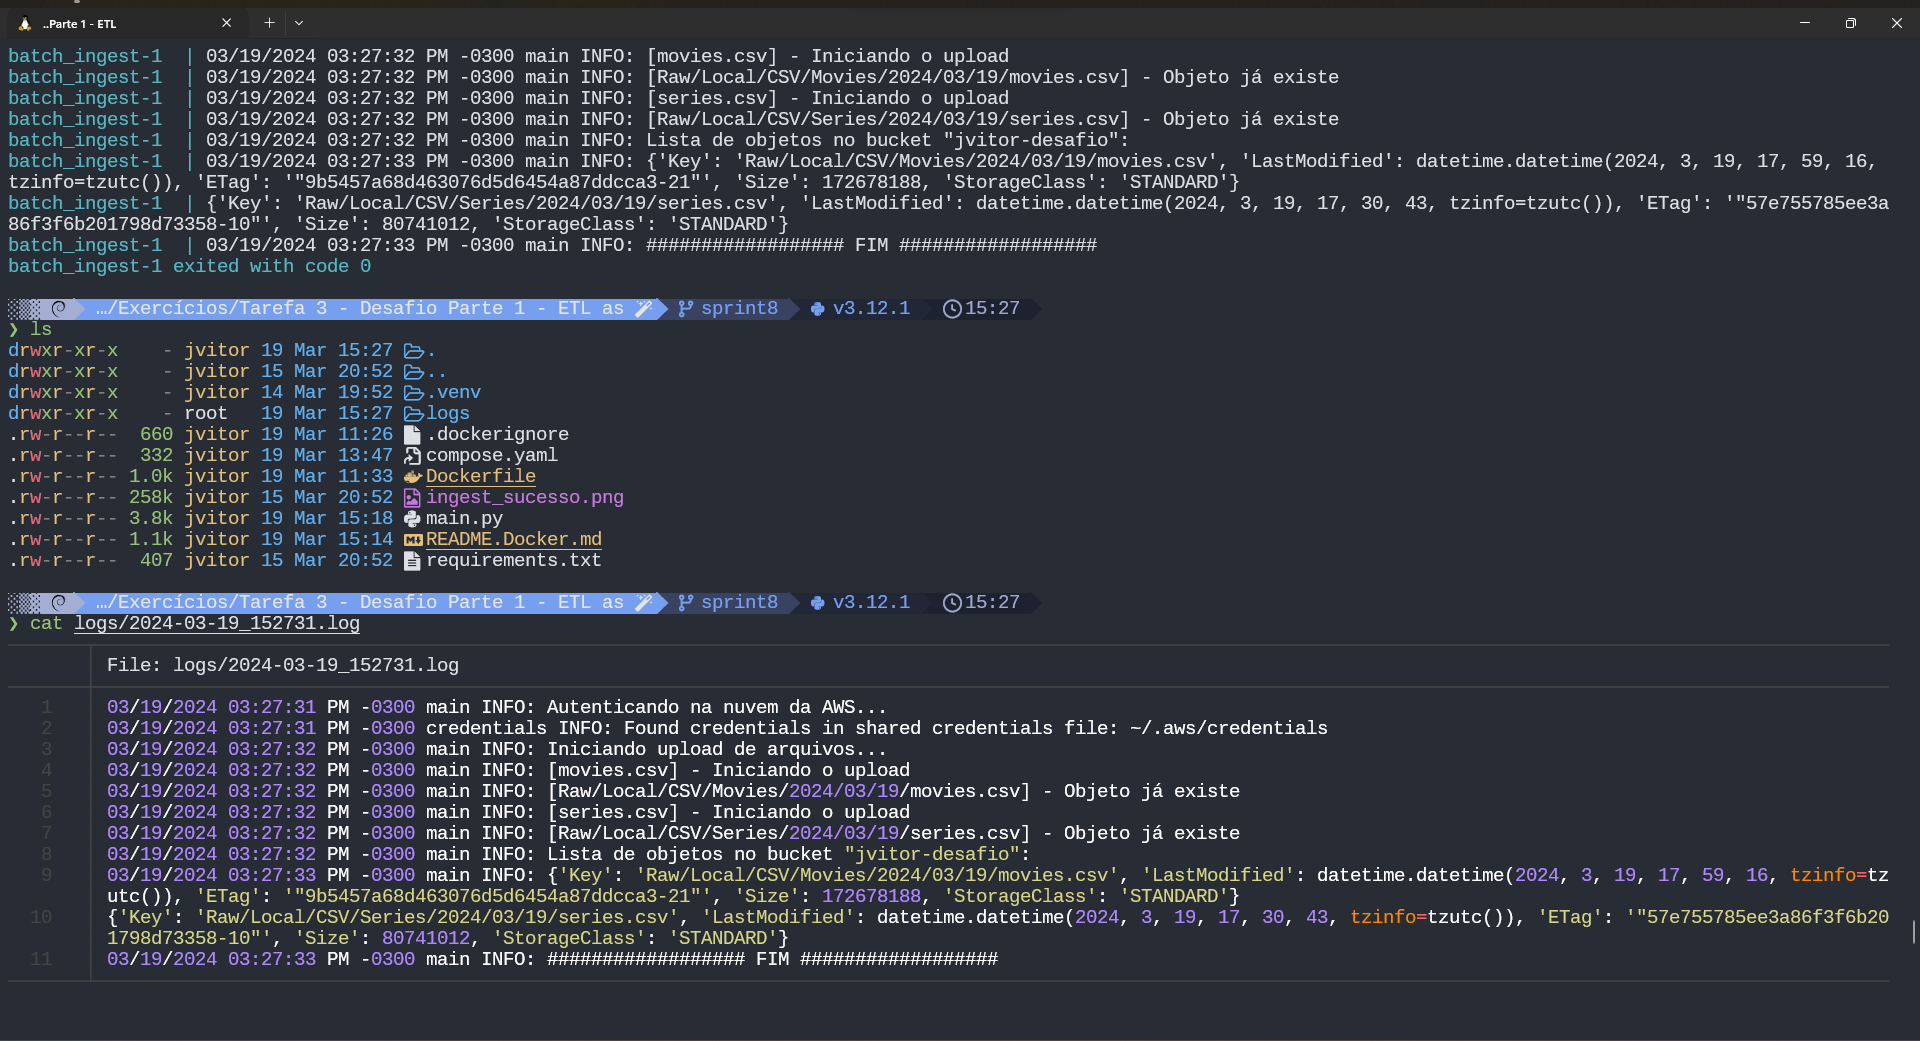 ..Parte 1 - ETL
batch_ingest-1  | 03/19/2024 03:27:32 PM -0300 main INFO: [movies.csv] - Iniciando o upload
batch_ingest-1  | 03/19/2024 03:27:32 PM -0300 main INFO: [Raw/Local/CSV/Movies/2024/03/19/movies.csv] - Objeto já existe
batch_ingest-1  | 03/19/2024 03:27:32 PM -0300 main INFO: [series.csv] - Iniciando o upload
batch_ingest-1  | 03/19/2024 03:27:32 PM -0300 main INFO: [Raw/Local/CSV/Series/2024/03/19/series.csv] - Objeto já existe
batch_ingest-1  | 03/19/2024 03:27:32 PM -0300 main INFO: Lista de objetos no bucket "jvitor-desafio":
batch_ingest-1  | 03/19/2024 03:27:33 PM -0300 main INFO: {'Key': 'Raw/Local/CSV/Movies/2024/03/19/movies.csv', 'LastModified': datetime.datetime(2024, 3, 19, 17, 59, 16,
tzinfo=tzutc()), 'ETag': '"9b5457a68d463076d5d6454a87ddcca3-21"', 'Size': 172678188, 'StorageClass': 'STANDARD'}
batch_ingest-1  | {'Key': 'Raw/Local/CSV/Series/2024/03/19/series.csv', 'LastModified': datetime.datetime(2024, 3, 19, 17, 30, 43, tzinfo=tzutc()), 'ETag': '"57e755785ee3a
86f3f6b201798d73358-10"', 'Size': 80741012, 'StorageClass': 'STANDARD'}
batch_ingest-1  | 03/19/2024 03:27:33 PM -0300 main INFO: ################## FIM ##################
batch_ingest-1 exited with code 0
…/Exercícios/Tarefa 3 - Desafio Parte 1 - ETL as sprint8 v3.12.1 15:27
❯ ls
drwxr-xr-x    - jvitor 19 Mar 15:27 .
drwxr-xr-x    - jvitor 15 Mar 20:52 ..
drwxr-xr-x    - jvitor 14 Mar 19:52 .venv
drwxr-xr-x    - root   19 Mar 15:27 logs
.rw-r--r--  660 jvitor 19 Mar 11:26 .dockerignore
.rw-r--r--  332 jvitor 19 Mar 13:47 compose.yaml
.rw-r--r-- 1.0k jvitor 19 Mar 11:33 Dockerfile
.rw-r--r-- 258k jvitor 15 Mar 20:52 ingest_sucesso.png
.rw-r--r-- 3.8k jvitor 19 Mar 15:18 main.py
.rw-r--r-- 1.1k jvitor 19 Mar 15:14 README.Docker.md
.rw-r--r--  407 jvitor 15 Mar 20:52 requirements.txt
…/Exercícios/Tarefa 3 - Desafio Parte 1 - ETL as sprint8 v3.12.1 15:27
❯ cat logs/2024-03-19_152731.log
File: logs/2024-03-19_152731.log
1 03/19/2024 03:27:31 PM -0300 main INFO: Autenticando na nuvem da AWS...
2 03/19/2024 03:27:31 PM -0300 credentials INFO: Found credentials in shared credentials file: ~/.aws/credentials
3 03/19/2024 03:27:32 PM -0300 main INFO: Iniciando upload de arquivos...
4 03/19/2024 03:27:32 PM -0300 main INFO: [movies.csv] - Iniciando o upload
5 03/19/2024 03:27:32 PM -0300 main INFO: [Raw/Local/CSV/Movies/2024/03/19/movies.csv] - Objeto já existe
6 03/19/2024 03:27:32 PM -0300 main INFO: [series.csv] - Iniciando o upload
7 03/19/2024 03:27:32 PM -0300 main INFO: [Raw/Local/CSV/Series/2024/03/19/series.csv] - Objeto já existe
8 03/19/2024 03:27:32 PM -0300 main INFO: Lista de objetos no bucket "jvitor-desafio":
9 03/19/2024 03:27:33 PM -0300 main INFO: {'Key': 'Raw/Local/CSV/Movies/2024/03/19/movies.csv', 'LastModified': datetime.datetime(2024, 3, 19, 17, 59, 16, tzinfo=tz
utc()), 'ETag': '"9b5457a68d463076d5d6454a87ddcca3-21"', 'Size': 172678188, 'StorageClass': 'STANDARD'}
10 {'Key': 'Raw/Local/CSV/Series/2024/03/19/series.csv', 'LastModified': datetime.datetime(2024, 3, 19, 17, 30, 43, tzinfo=tzutc()), 'ETag': '"57e755785ee3a86f3f6b20
1798d73358-10"', 'Size': 80741012, 'StorageClass': 'STANDARD'}
11 03/19/2024 03:27:33 PM -0300 main INFO: ################## FIM ##################